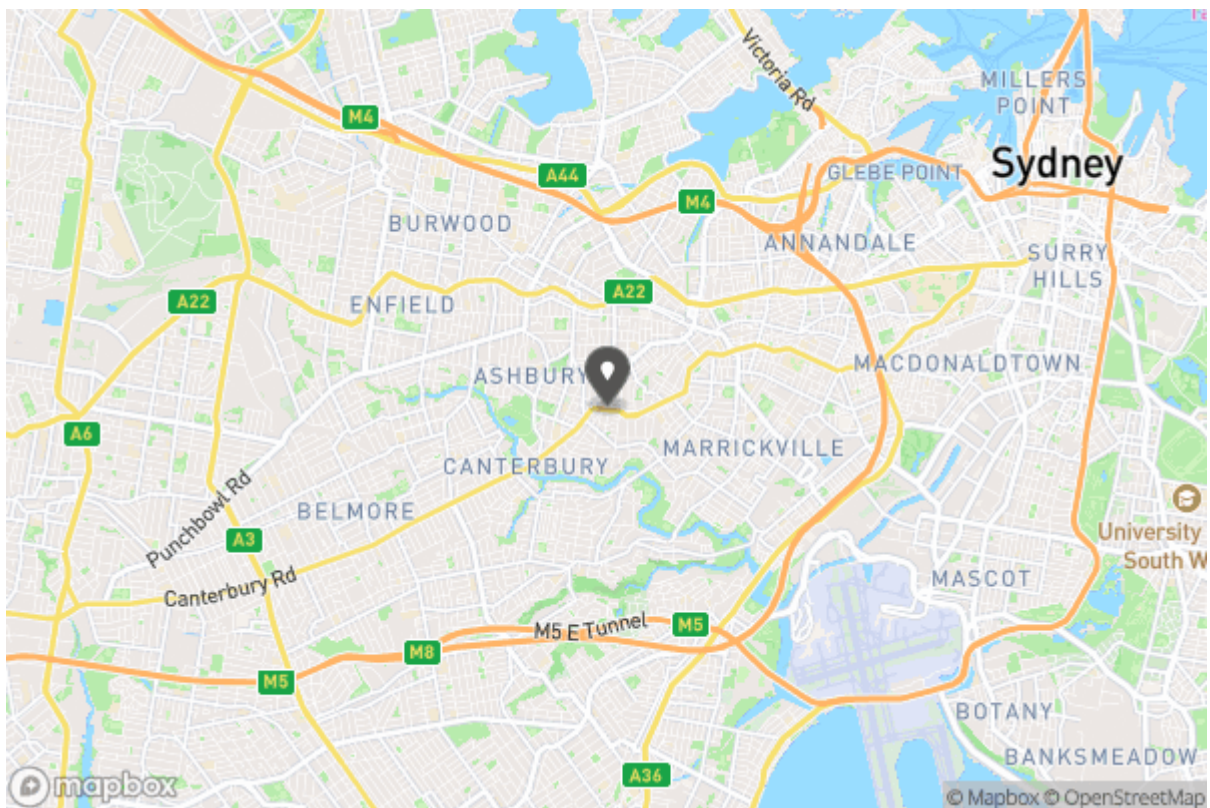 Victoria Rd
MILLERS
POINT
M4
Sydney
A44
GLEBE POINT
M4
BURWOOD
ANNANDALE
SURRY
HILLS
A22
A22
ENFIELD
MACDONALDTOWN
ASHBURY
A6
MARRICKVILLE
CANTERBURY
Punchbowl Rd
BELMORE
University
South W
A3
MASCOT
Canterbury Rd
M5 E Tunnel
M5
M8
M5
BOTANY
BANKSMEADOW
A36
mapbox
© Mapbox © OpenStreetMap